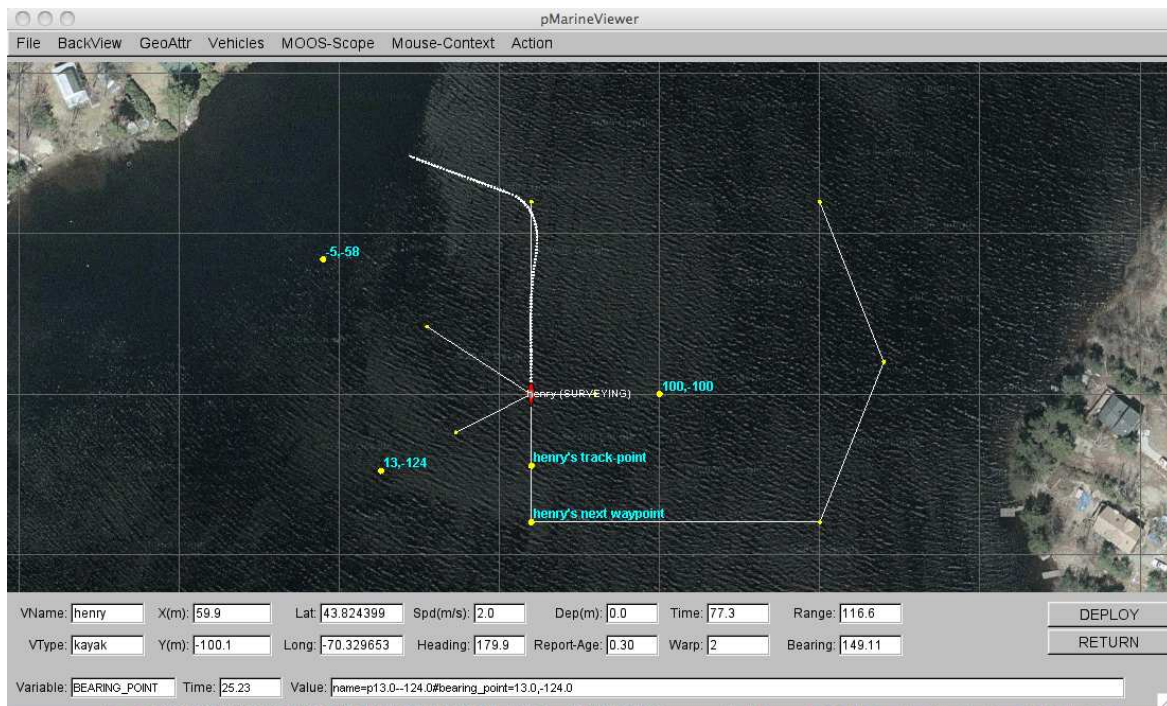 pMarineViewer
File BackView GeoAttr Vehicles MOOS-Scope Mouse-Context Action
-5,-58
henry (SURVEYING)
100,-100
henry's track-point
13,-124
henry's next waypoint
VName: henry X(m): 59.9 Lat: 43.824399 Spd(m/s): 2.0 Dep(m): 0.0 Time: 77.3 Range: 116.6 DEPLOY
VType: kayak Y(m): -100.1 Long: -70.329653 Heading: 179.9 Report-Age: 0.30 Warp: 2 Bearing: 149.11 RETURN
Variable: BEARING_POINT Time: 25.23 Value: name=p13.0--124.0#bearing_point=13.0,-124.0